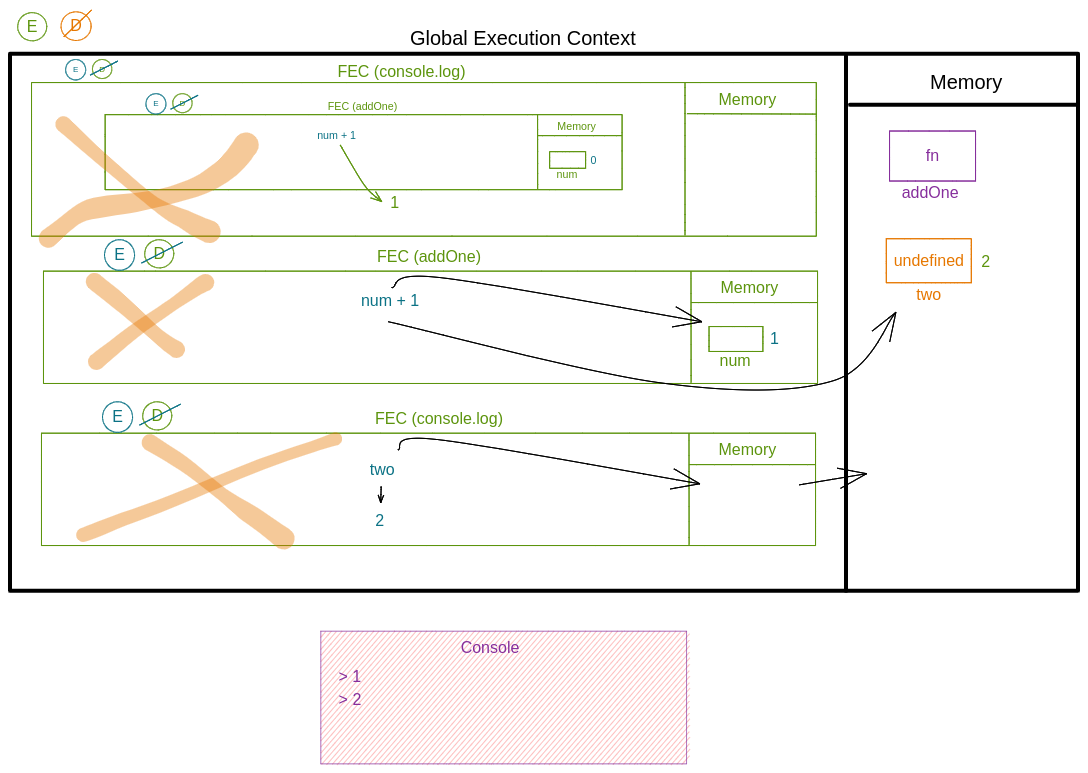 E D
Global Execution Context
E D
FEC (console.log)
Memory
E D
FEC (addOne)
Memory
num + 1
0
num
1
E D
FEC (addOne)
Memory
num + 1
1
num
E D
FEC (console.log)
Memory
two
2
Memory
fn
addOne
undefined 2
two
Console
> 1
> 2